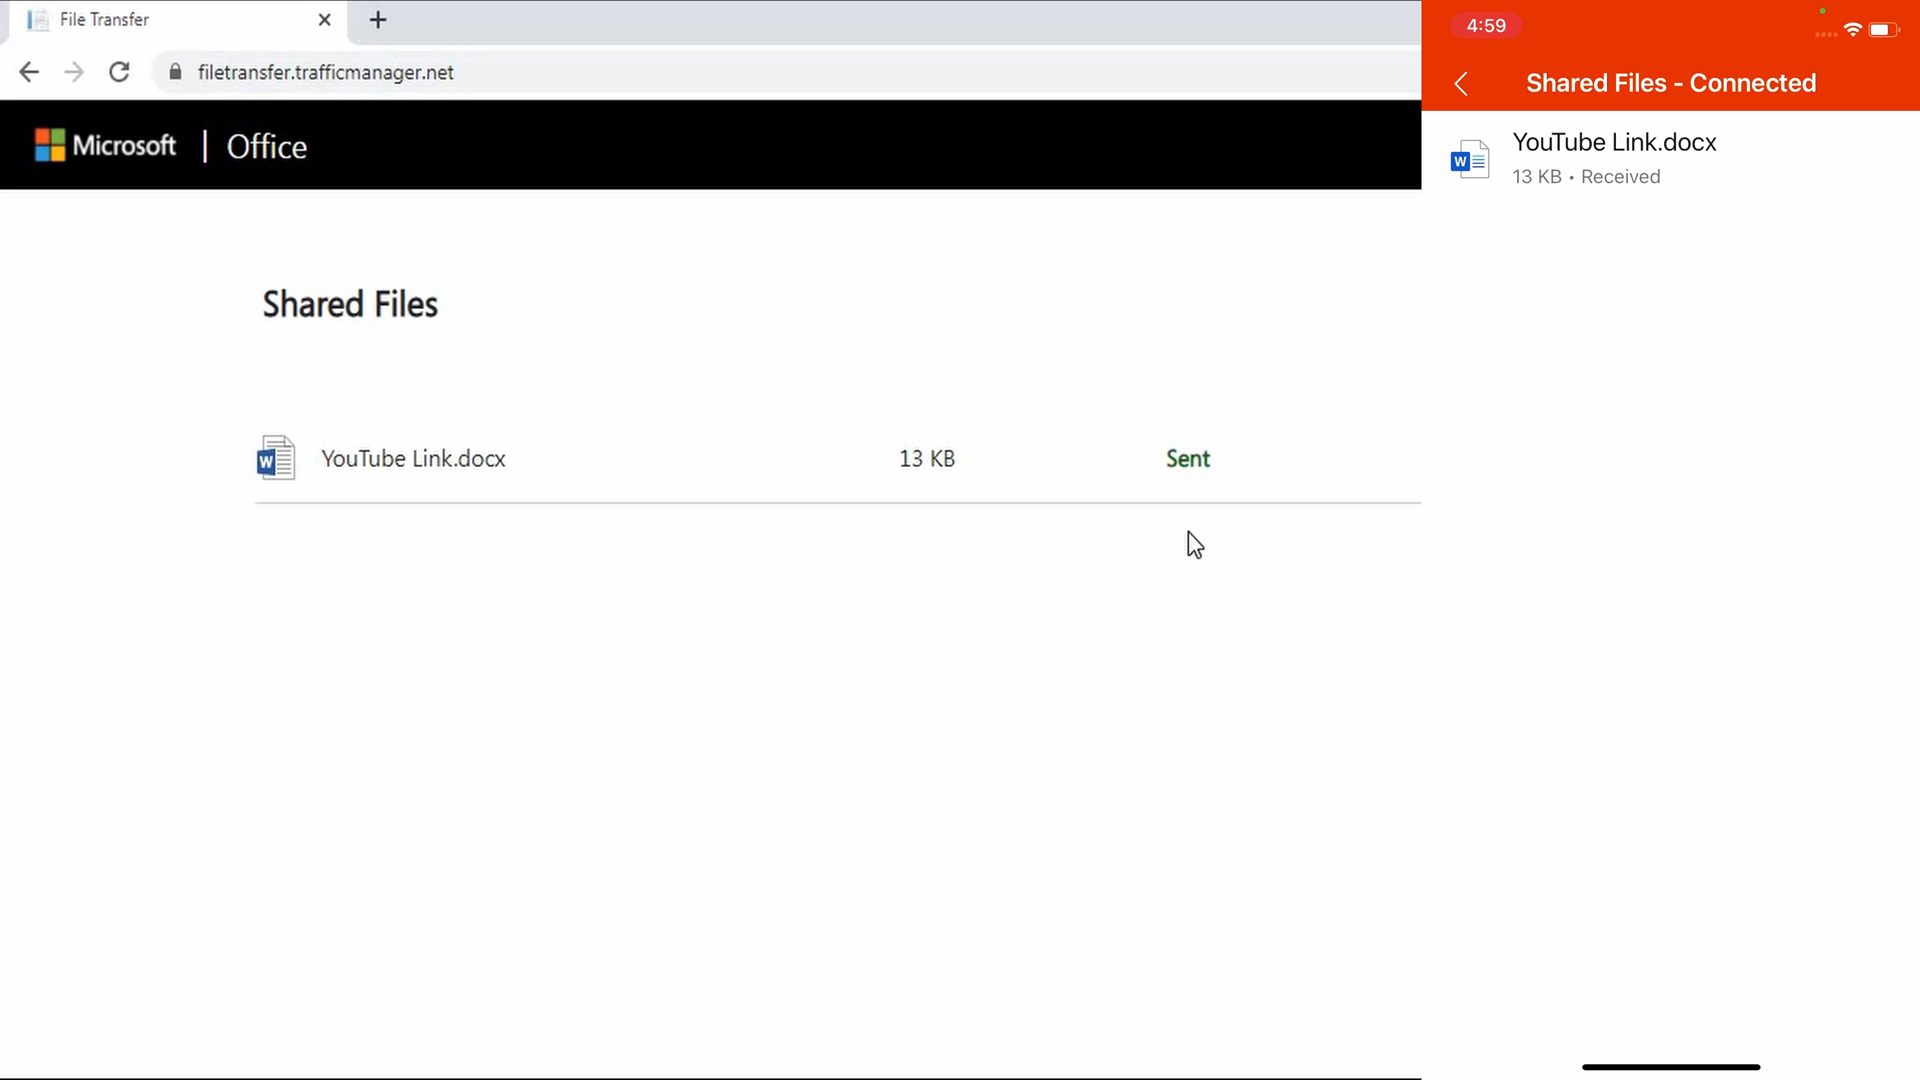 File Transfer
filetransfer.trafficmanager.net
Microsoft | Office
Shared Files
W YouTube Link.docx 13 KB Sent
4:59
Shared Files - Connected
W YouTube Link.docx
13 KB • Received